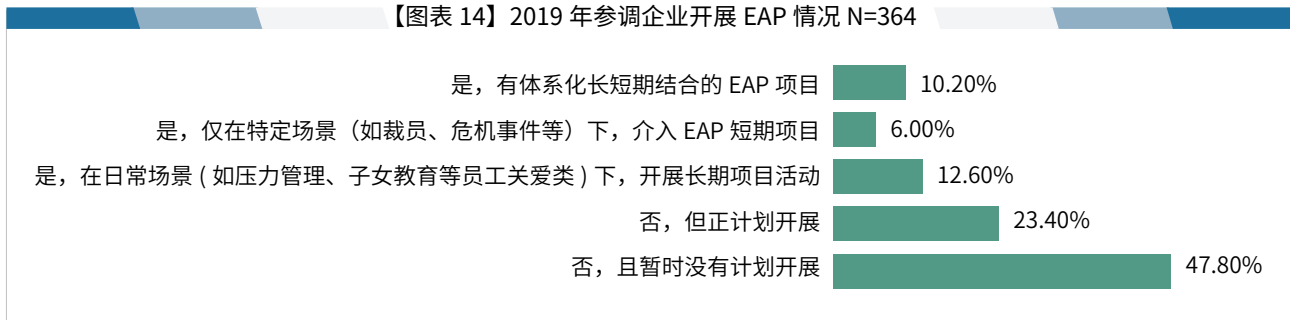 【图表 14】2019 年参调企业开展 EAP 情况 N=364
是，有体系化长短期结合的 EAP 项目 10.20%
是，仅在特定场景（如裁员、危机事件等）下，介入 EAP 短期项目 6.00%
是，在日常场景 ( 如压力管理、子女教育等员工关爱类 ) 下，开展长期项目活动 12.60%
否，但正计划开展 23.40%
否，且暂时没有计划开展 47.80%